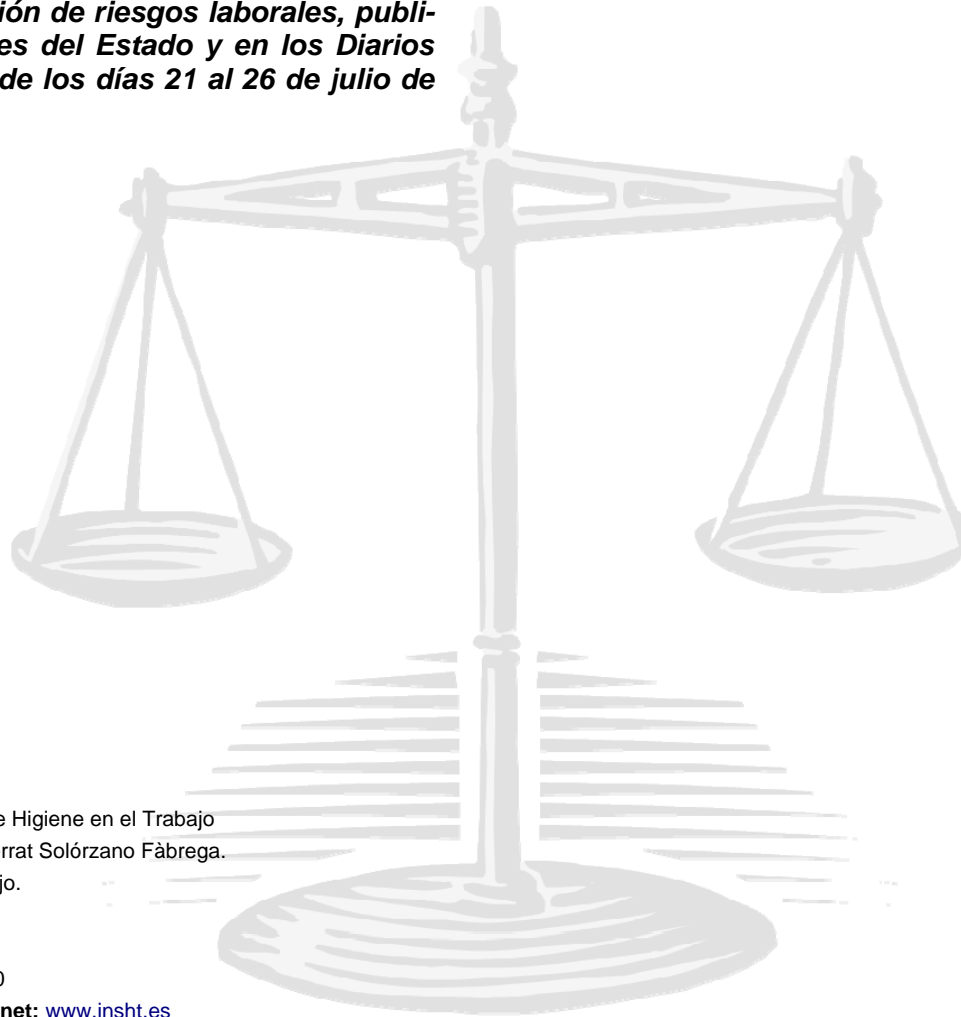 ión de riesgos laborales, publi-
es del Estado y en los Diarios
de los días 21 al 26 de julio de
e Higiene en el Trabajo
rrat Solórzano Fàbrega.
jo.
0
net: www.insht.es